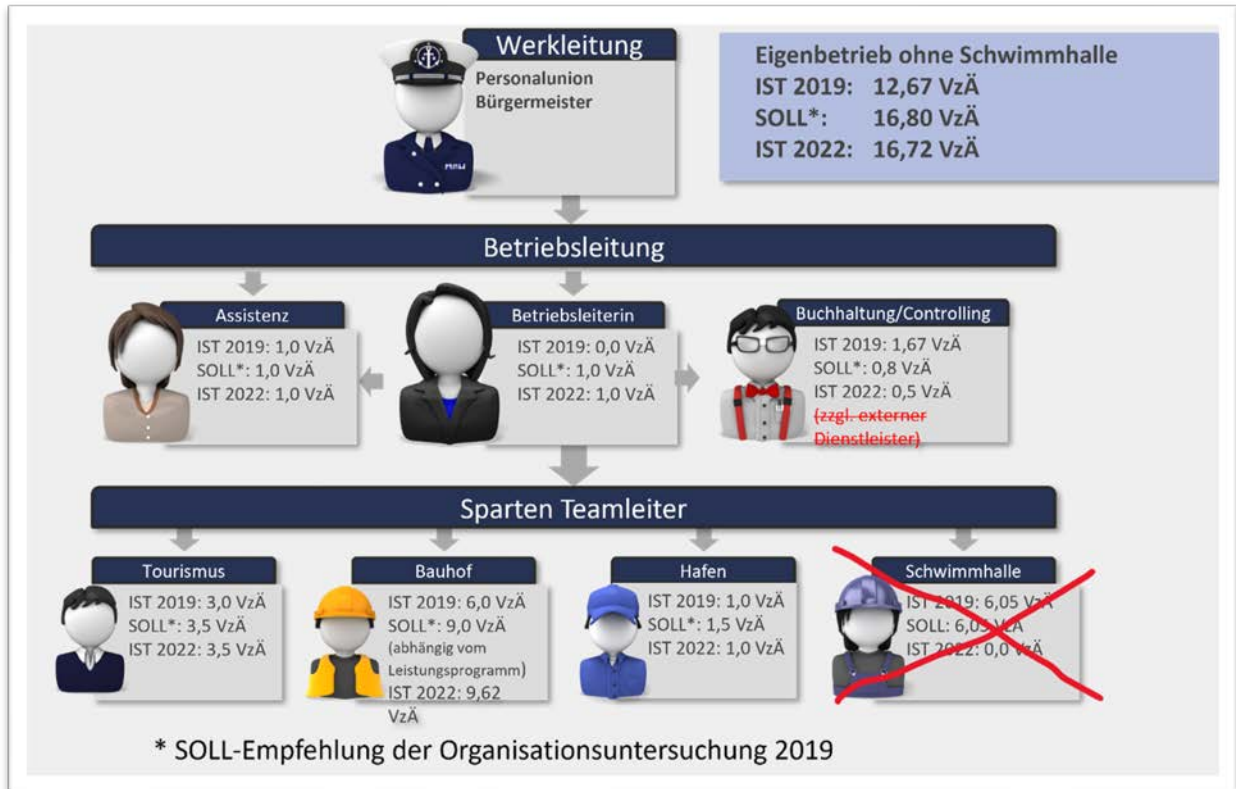 Werkleitung
Personalunion
Bürgermeister
Eigenbetrieb ohne Schwimmhalle
IST 2019: 12,67 VzÄ
SOLL*: 16,80 VzÄ
IST 2022: 16,72 VzÄ
Betriebsleitung
Assistenz
IST 2019: 1,0 VzÄ
SOLL*: 1,0 VzÄ
IST 2022: 1,0 VzÄ
Betriebsleiterin
IST 2019: 0,0 VzÄ
SOLL*: 1,0 VzÄ
IST 2022: 1,0 VzÄ
Buchhaltung/Controlling
IST 2019: 1,67 VzÄ
SOLL*: 0,8 VzÄ
IST 2022: 0,5 VzÄ
(zzgl. externer
Dienstleister)
Sparten Teamleiter
Tourismus
IST 2019: 3,0 VzÄ
SOLL*: 3,5 VzÄ
IST 2022: 3,5 VzÄ
Bauhof
IST 2019: 6,0 VzÄ
SOLL*: 9,0 VzÄ
(abhängig vom
Leistungsprogramm)
IST 2022: 9,62
VzÄ
Hafen
IST 2019: 1,0 VzÄ
SOLL*: 1,5 VzÄ
IST 2022: 1,0 VzÄ
Schwimmhalle
IST 2019: 6,05 VzÄ
SOLL: 6,05 VzÄ
IST 2022: 0,0 VzÄ
* SOLL-Empfehlung der Organisationsuntersuchung 2019